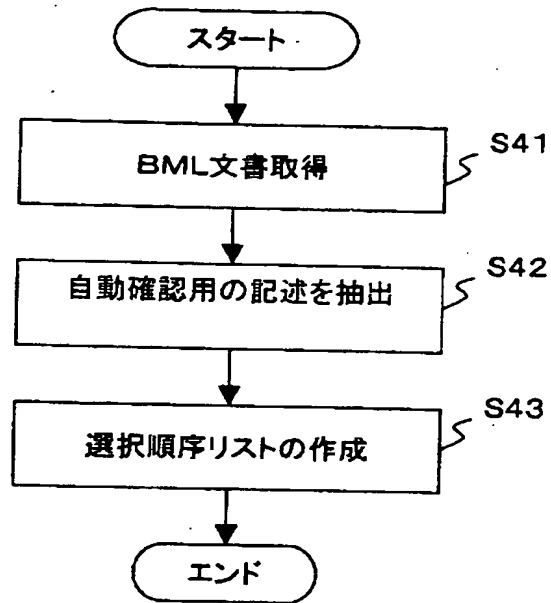 スタート
BML文書取得
S41
自動確認用の記述を抽出
S42
選択順序リストの作成
S43
エンド